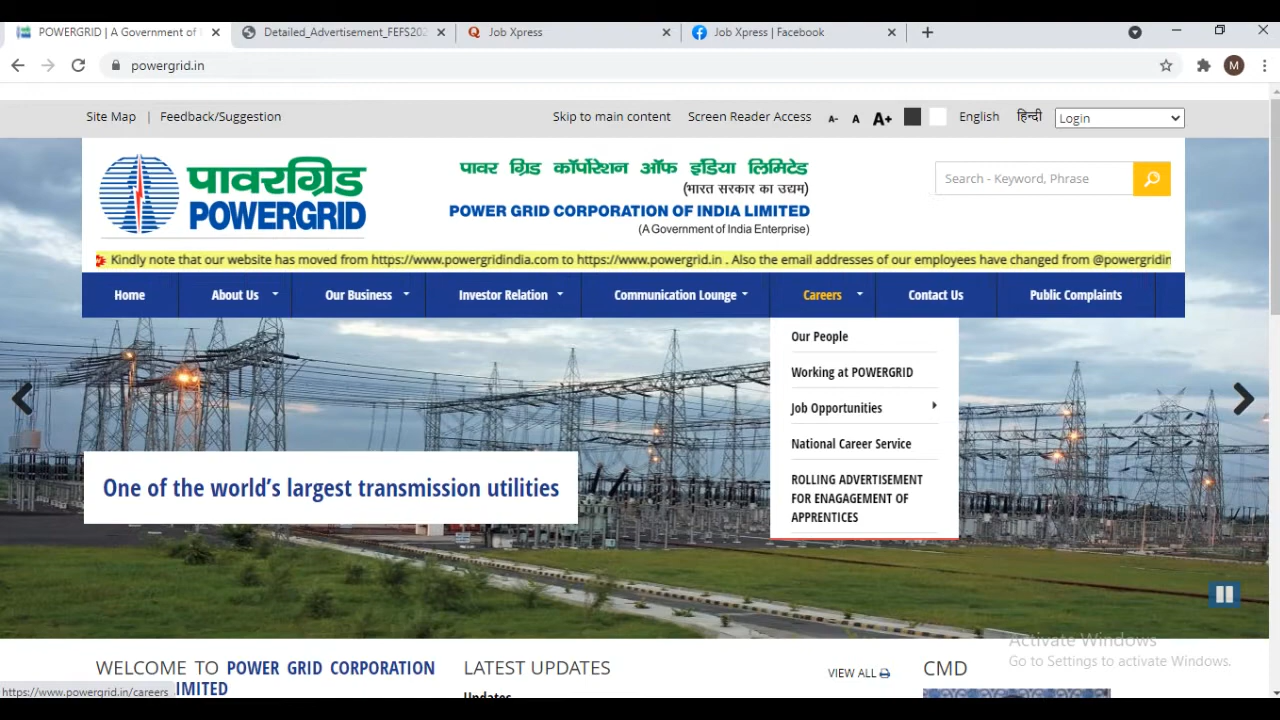 POWERGRID | A Government of
Detailed_Advertisement_FEFS202
Job Xpress
Job Xpress | Facebook
M
powergrid.in
Site Map | Feedback/Suggestion
Skip to main content
Screen Reader Access
A-
A
A+
English
हिन्दी
Login
पावरग्रिड
POWERGRID
पावर ग्रिड कॉर्पोरेशन ऑफ इंडिया लिमिटेड
(भारत सरकार का उद्यम)
POWER GRID CORPORATION OF INDIA LIMITED
(A Government of India Enterprise)
Search - Keyword, Phrase
Kindly note that our website has moved from https://www.powergridindia.com to https://www.powergrid.in . Also the email addresses of our employees have changed from @powergridin
Home
About Us
Our Business
Investor Relation
Communication Lounge
Careers
Contact Us
Public Complaints
Our People
Working at POWERGRID
Job Opportunities
National Career Service
ROLLING ADVERTISEMENT
FOR ENAGAGEMENT OF
APPRENTICES
One of the world's largest transmission utilities
Activate Windows
Go to Settings to activate Windows.
WELCOME TO POWER GRID CORPORATION
IMITED
LATEST UPDATES
VIEW ALL
CMD
Updates
https://www.powergrid.in/careers